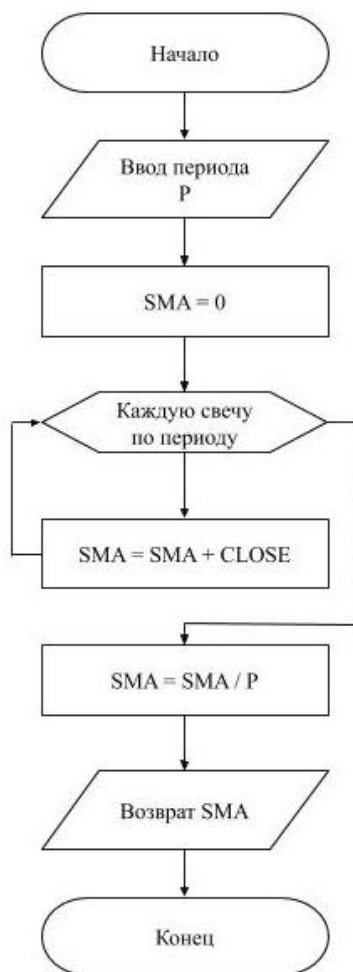 Начало
Ввод периода
P
SMA = 0
Каждую свечу
по периоду
SMA = SMA + CLOSE
SMA = SMA / P
Возврат SMA
Конец